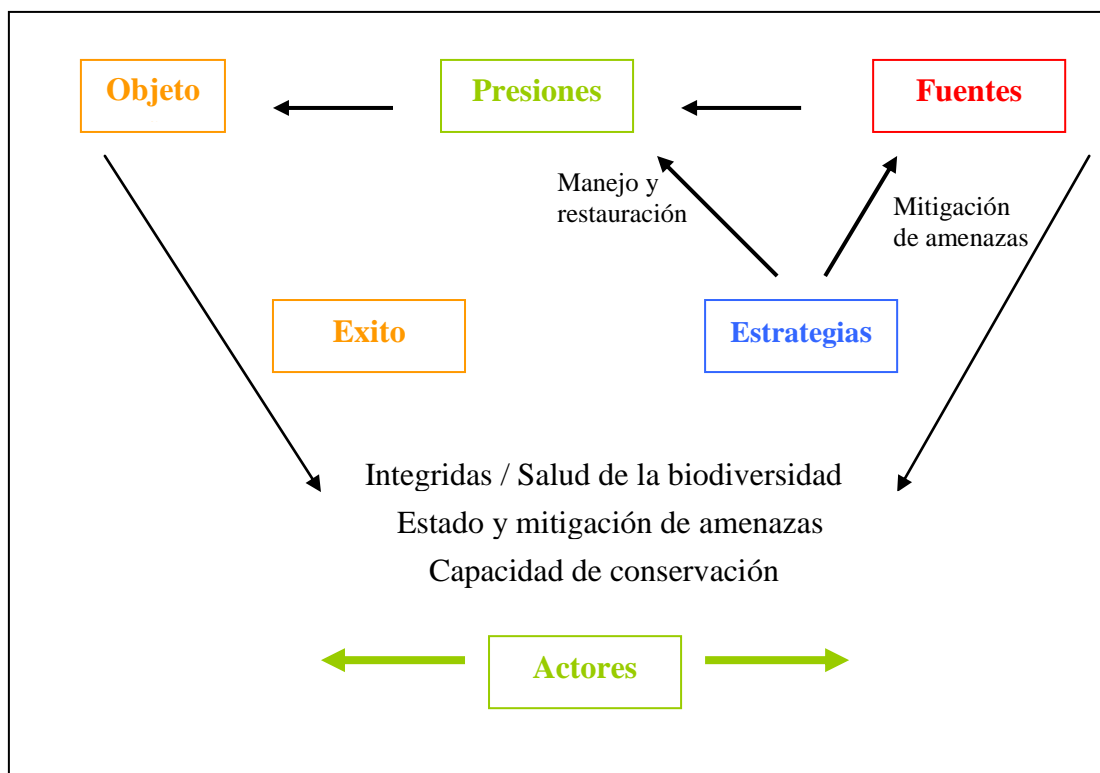 Objeto
Presiones
Fuentes
Manejo y
restauración
Mitigación
de amenazas
Exito
Estrategias
Integridas / Salud de la biodiversidad
Estado y mitigación de amenazas
Capacidad de conservación
Actores